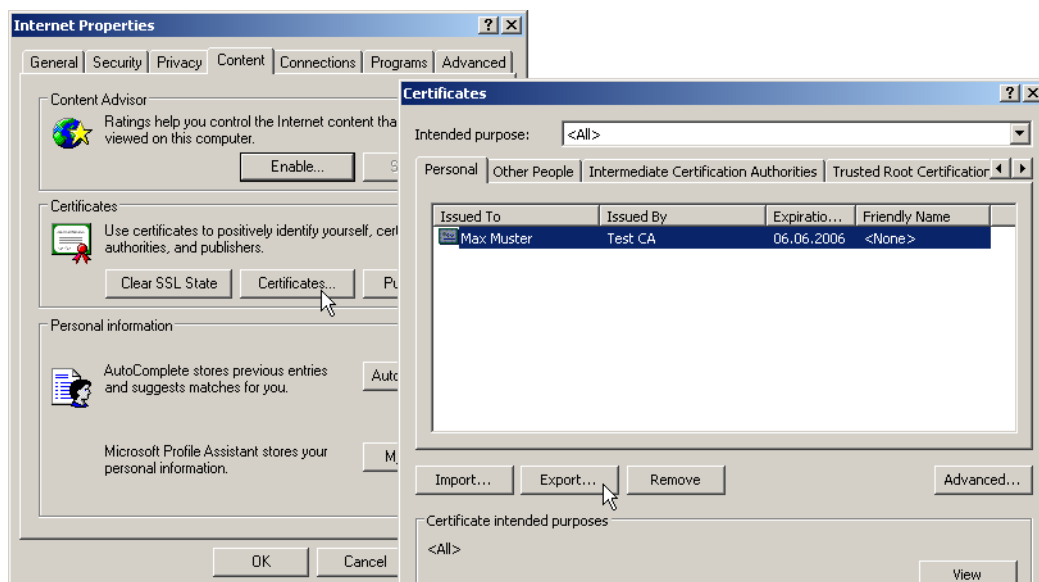 Internet Properties
General Security Privacy Content Connections Programs Advanced
Content Advisor
Ratings help you control the Internet content tha
viewed on this computer.
Enable...
Certificates
Use certificates to positively identify yourself, cert
authorities, and publishers.
Clear SSL State Certificates... Pu
Personal information
AutoComplete stores previous entries
and suggests matches for you.
Auto
Microsoft Profile Assistant stores your
personal information.
OK Cancel
Certificates
Intended purpose: <All>
Personal Other People Intermediate Certification Authorities Trusted Root Certification
Issued To Issued By Expiratio... Friendly Name
Max Muster Test CA 06.06.2006 <None>
Import... Export... Remove Advanced...
Certificate intended purposes
<All>
View